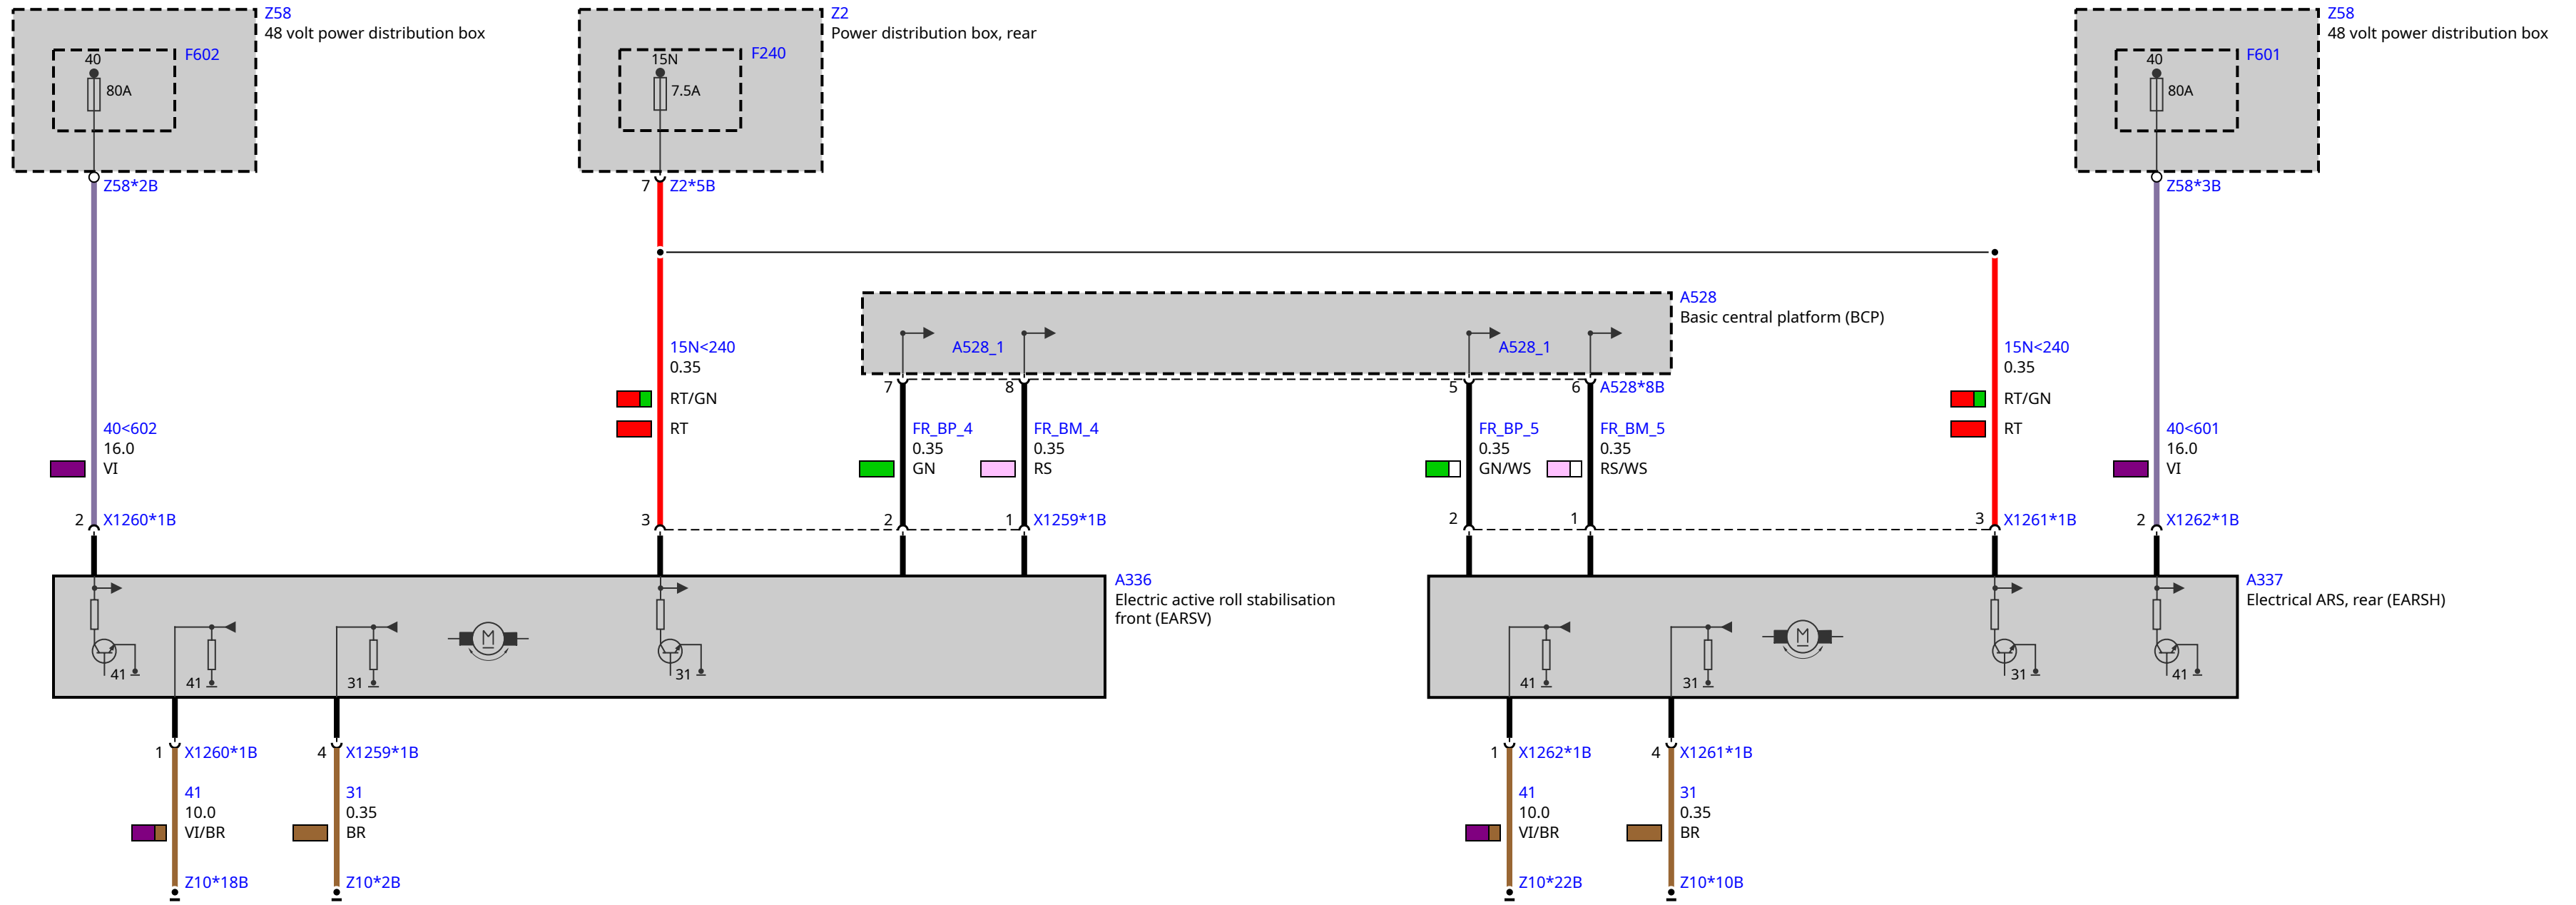 Z58
48 volt power distribution box
F602
40
80A
Z58*2B
Z2
Power distribution box, rear
F240
15N
7.5A
7 Z2*5B
Z58
48 volt power distribution box
F601
40
80A
Z58*3B
A528
Basic central platform (BCP)
A528_1
A528_1
7
8
5
6 A528*8B
15N<240
0.35
RT/GN
RT
15N<240
0.35
RT/GN
RT
40<602
16.0
VI
FR_BP_4
0.35
GN
FR_BM_4
0.35
RS
FR_BP_5
0.35
GN/WS
FR_BM_5
0.35
RS/WS
40<601
16.0
VI
2 X1260*1B
3
2
1 X1259*1B
2
1
3 X1261*1B
2 X1262*1B
A336
Electric active roll stabilisation
front (EARSV)
41
41
31
M
31
A337
Electrical ARS, rear (EARSH)
41
31
M
31
41
1 X1260*1B
4 X1259*1B
1 X1262*1B
4 X1261*1B
41
10.0
VI/BR
31
0.35
BR
41
10.0
VI/BR
31
0.35
BR
Z10*18B
Z10*2B
Z10*22B
Z10*10B